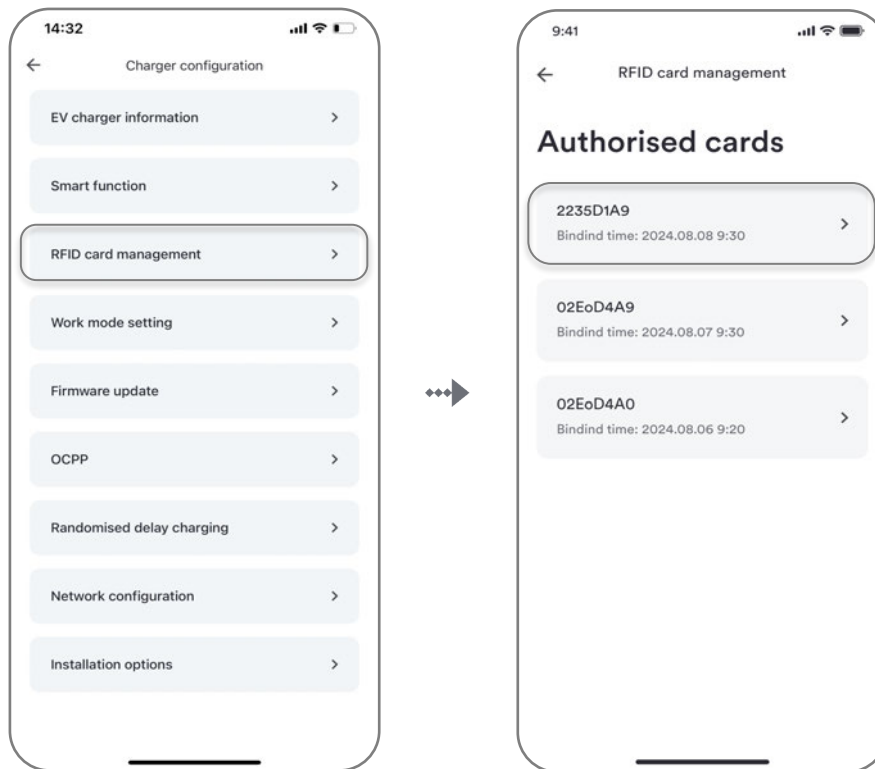 14:32
Charger configuration
EV charger information
Smart function
RFID card management
Work mode setting
Firmware update
OCPP
Randomised delay charging
Network configuration
Installation options
9:41
RFID card management
Authorised cards
2235D1A9
Bindind time: 2024.08.08 9:30
02EoD4A9
Bindind time: 2024.08.07 9:30
02EoD4A0
Bindind time: 2024.08.06 9:20